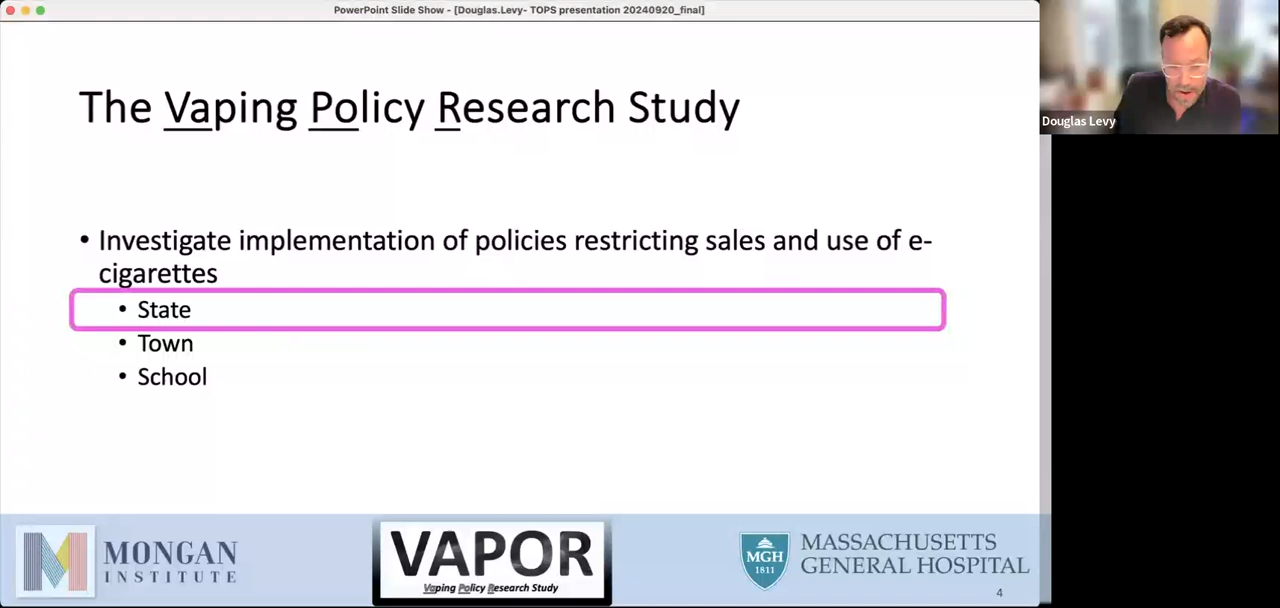 PowerPoint Slide Show - [Douglas.Levy- TOPS presentation 20240920_final]
The Vaping Policy Research Study
• Investigate implementation of policies restricting sales and use of e-
cigarettes
• State
• Town
• School
Douglas Levy
MONGAN
INSTITUTE
VAPOR
Vaping Policy Research Study
MGH
1811
MASSACHUSETTS
GENERAL HOSPITAL
4